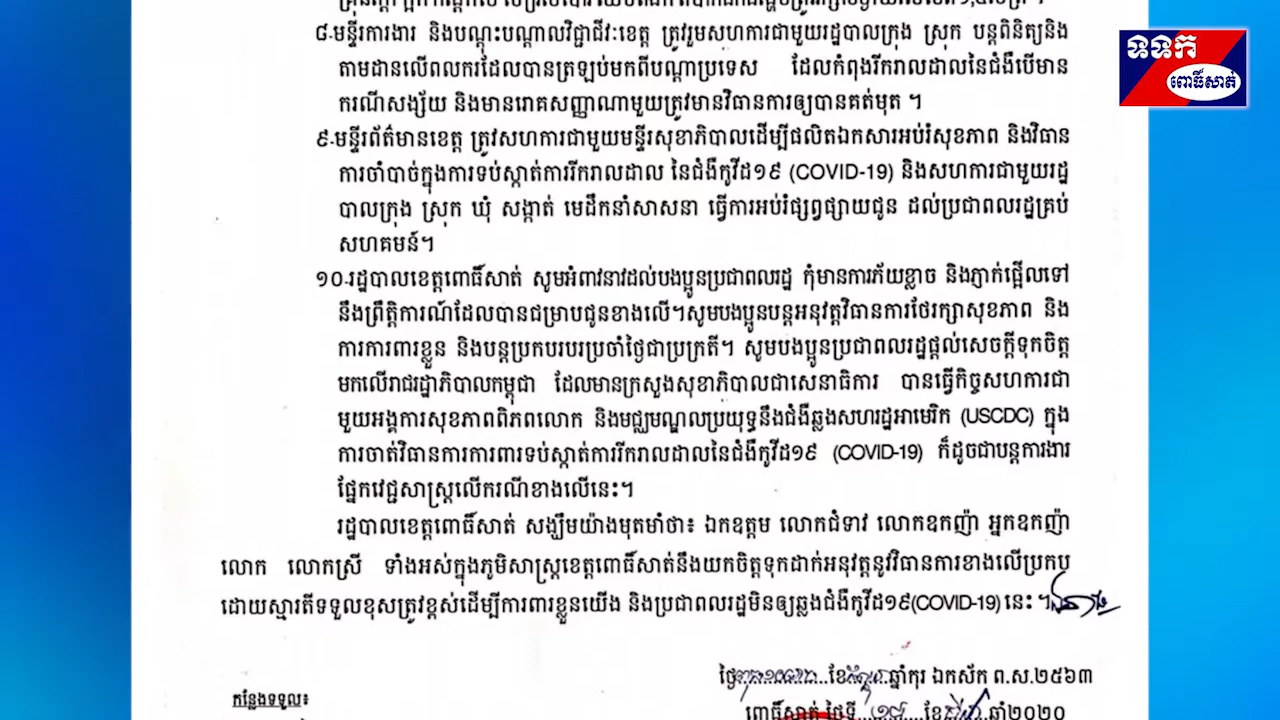 ៨-មន្ទីរការងារ និងបណ្តុះបណ្តាលវិជ្ជាជីវៈខេត្ត ត្រូវរួមសហការជាមួយរដ្ឋបាលក្រុង ស្រុក បន្តពិនិត្យនិង
តាមដានលើពលករដែលបានត្រឡប់មកពីបណ្តាប្រទេស ដែលកំពុងរីករាលដាលនៃជំងឺបើមាន
ករណីសង្ស័យ និងមានរោគសញ្ញាណាមួយត្រូវមានវិធានការឲ្យបានគត់មុត ។
៩-មន្ទីរព័ត៌មានខេត្ត ត្រូវសហការជាមួយមន្ទីរសុខាភិបាលដើម្បីផលិតឯកសារអប់រំសុខភាព និងវិធាន
ការចាំបាច់ក្នុងការទប់ស្កាត់ការរីករាលដាល នៃជំងឺកូវីដ១៩ (COVID-19) និងសហការជាមួយរដ្ឋ
បាលក្រុង ស្រុក ឃុំ សង្កាត់ មេដឹកនាំសាសនា ធ្វើការអប់រំផ្សព្វផ្សាយជូន ដល់ប្រជាពលរដ្ឋគ្រប់
សហគមន៍។
១០-រដ្ឋបាលខេត្តពោធិ៍សាត់ សូមអំពាវនាវដល់បងប្អូនប្រជាពលរដ្ឋ កុំមានការភ័យខ្លាច និងភ្ញាក់ផ្អើលទៅ
នឹងព្រឹត្តិការណ៍ដែលបានជម្រាបជូនខាងលើ។សូមបងប្អូនបន្តអនុវត្តវិធានការថែរក្សាសុខភាព និង
ការការពារខ្លួន និងបន្តប្រកបរបរប្រចាំថ្ងៃជាប្រក្រតី។ សូមបងប្អូនប្រជាពលរដ្ឋផ្តល់សេចក្តីទុកចិត្ត
មកលើរាជរដ្ឋាភិបាលកម្ពុជា ដែលមានក្រសួងសុខាភិបាលជាសេនាធិការ បានធ្វើកិច្ចសហការជា
មួយអង្គការសុខភាពពិភពលោក និងមជ្ឈមណ្ឌលប្រយុទ្ធនឹងជំងឺឆ្លងសហរដ្ឋអាមេរិក (USCDC) ក្នុង
ការចាត់វិធានការការពារទប់ស្កាត់ការរីករាលដាលនៃជំងឺកូវីដ១៩ (COVID-19) ក៏ដូចជាបន្តការងារ
ផ្នែកវេជ្ជសាស្ត្រលើករណីខាងលើនេះ។
រដ្ឋបាលខេត្តពោធិ៍សាត់ សង្ឃឹមយ៉ាងមុតមាំថា៖ ឯកឧត្តម លោកជំទាវ លោកឧកញ៉ា អ្នកឧកញ៉ា
លោក លោកស្រី ទាំងអស់ក្នុងភូមិសាស្ត្រខេត្តពោធិ៍សាត់នឹងយកចិត្តទុកដាក់អនុវត្តនូវវិធានការខាងលើប្រកប
ដោយស្មារតីទទួលខុសត្រូវខ្ពស់ដើម្បីការពារខ្លួនយើង និងប្រជាពលរដ្ឋមិនឲ្យឆ្លងជំងឺកូវីដ១៩(COVID-19) នេះ ។
ថ្ងៃ ខែ ឆ្នាំកុរ ឯកស័ក ព.ស.២៥៦៣
កន្លែងទទួល៖
ពោធិ៍សាត់ ថ្ងៃទី ខែ ឆ្នាំ២០២០
ទទក
ពោធិ៍សាត់